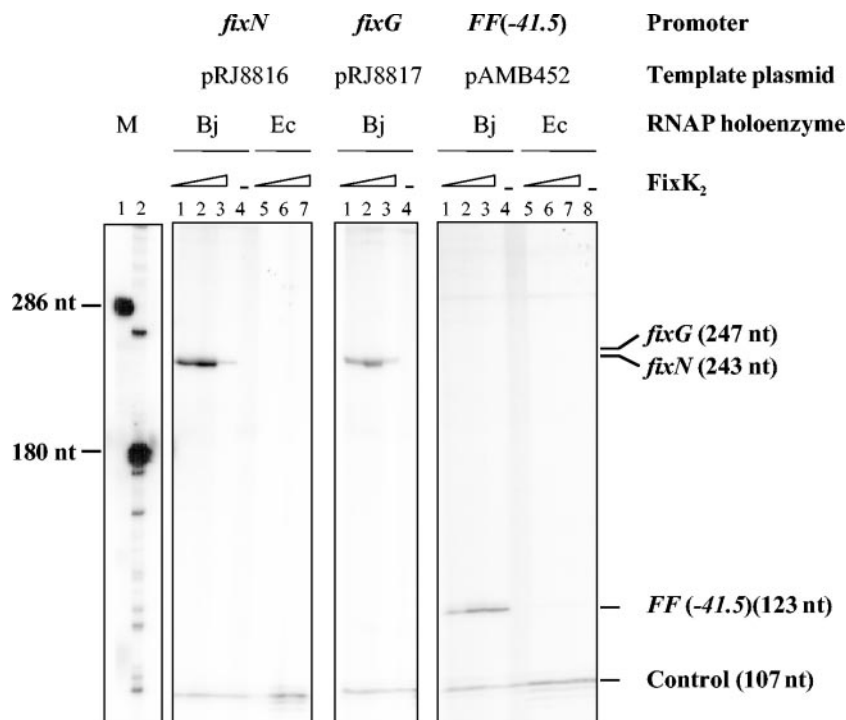 fixN fixG FF(-41.5) Promoter
pRJ8816 pRJ8817 pAMB452 Template plasmid
M Bj Ec Bj Bj Ec RNAP holoenzyme
- - - - FixK2
1 2 1 2 3 4 5 6 7 1 2 3 4 1 2 3 4 5 6 7 8
286 nt
fixG (247 nt)
fixN (243 nt)
180 nt
FF (-41.5)(123 nt)
Control (107 nt)